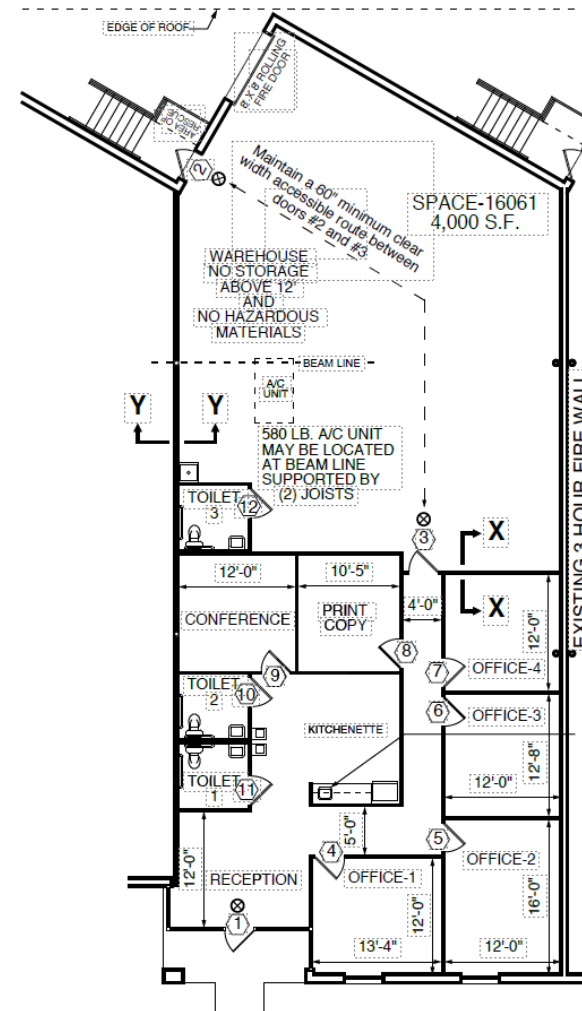 EDGE OF ROOF
8 X 8 ROLLING
FIRE DOOR
AREA OF
RESCUE
2
Maintain a 60" minimum clear
width accessible route between
doors #2 and #3
SPACE-16061
4,000 S.F.
WAREHOUSE
NO STORAGE
ABOVE 12'
AND
NO HAZARDOUS
MATERIALS
BEAM LINE
A/C
UNIT
Y
Y
580 LB. A/C UNIT
MAY BE LOCATED
AT BEAM LINE
SUPPORTED BY
(2) JOISTS
EXISTING 3 HOUR FIRE WALL
TOILET
3
12
3
X
X
12'-0"
10'-5"
4'-0"
CONFERENCE
PRINT
COPY
8
7
12'-0"
OFFICE-4
9
TOILET
2
10
6
OFFICE-3
KITCHENETTE
12'-8"
TOILET
1
11
12'-0"
5'-0"
5
4
12'-0"
RECEPTION
OFFICE-1
OFFICE-2
12'-0"
16'-0"
1
13'-4"
12'-0"